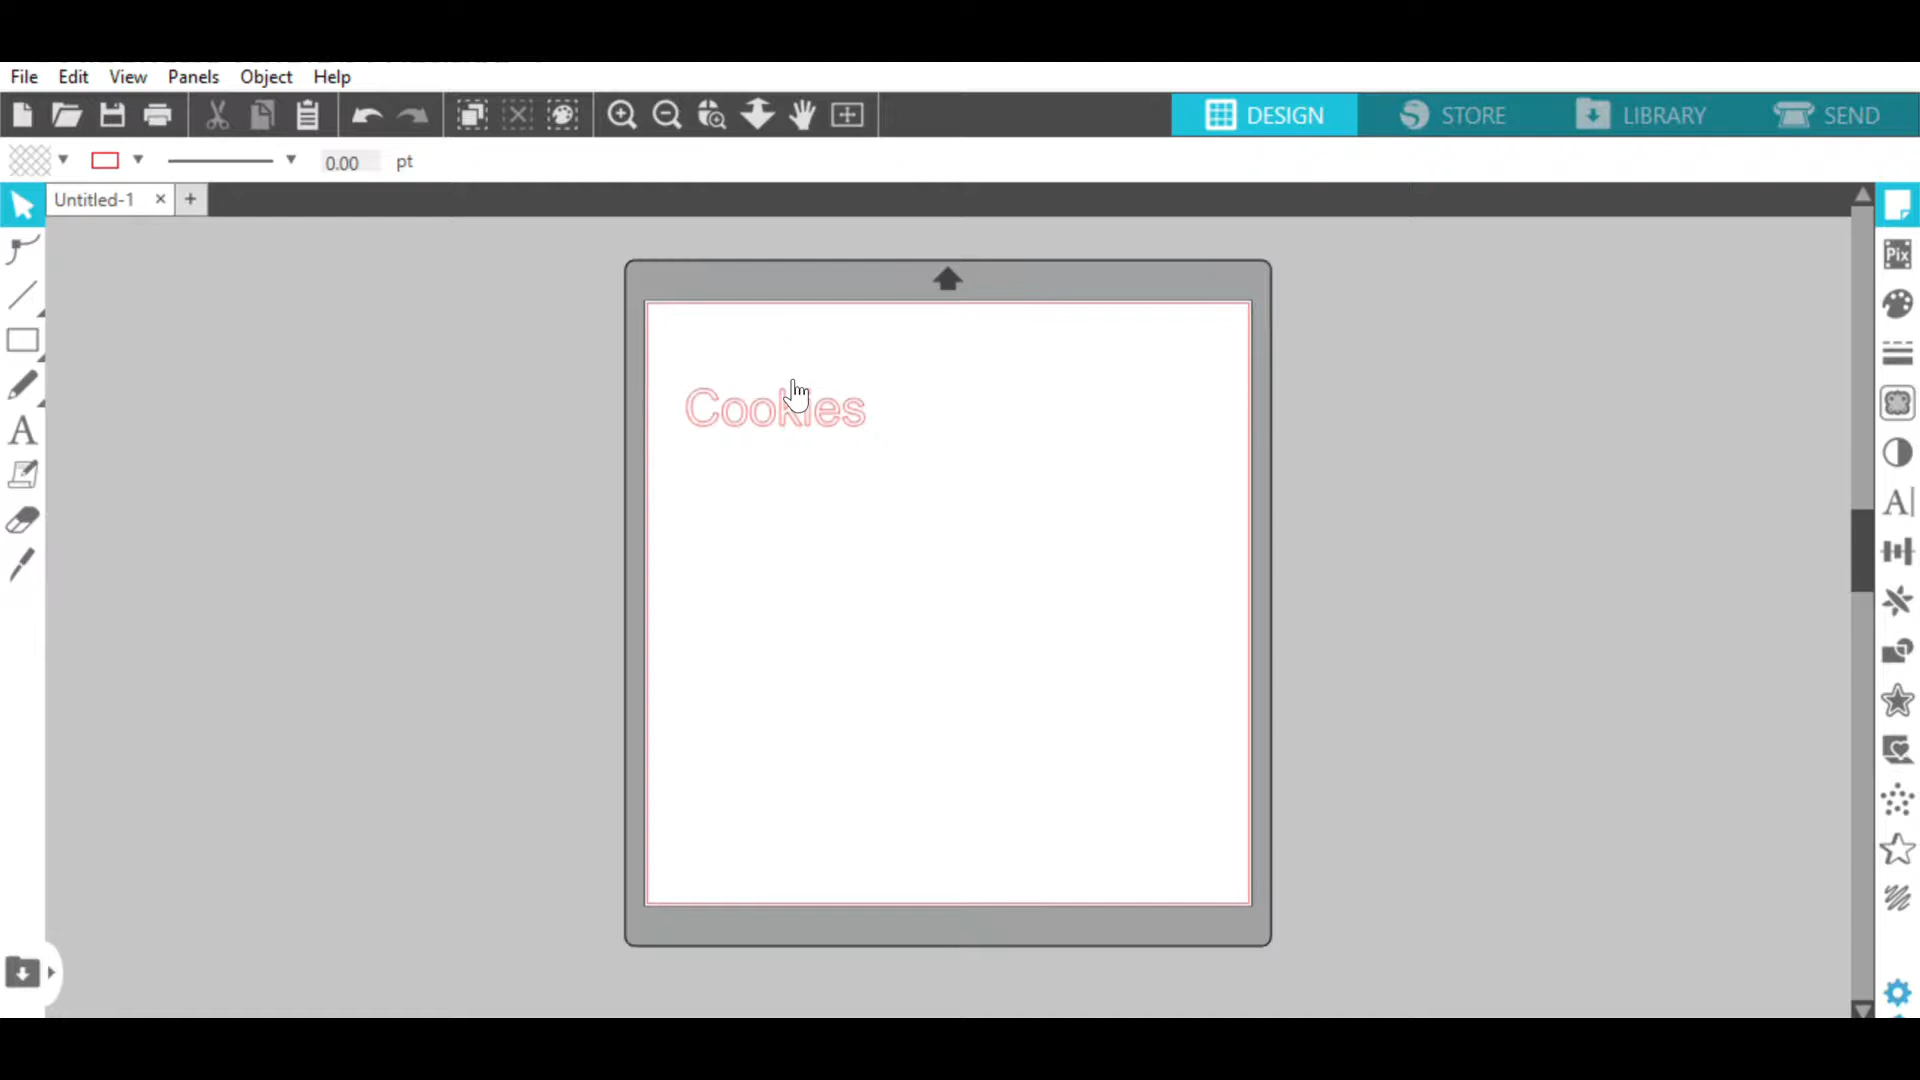 File Edit View Panels Object Help
DESIGN STORE LIBRARY SEND
0.00 pt
Untitled-1 × +
Pix
Cookies
A
A